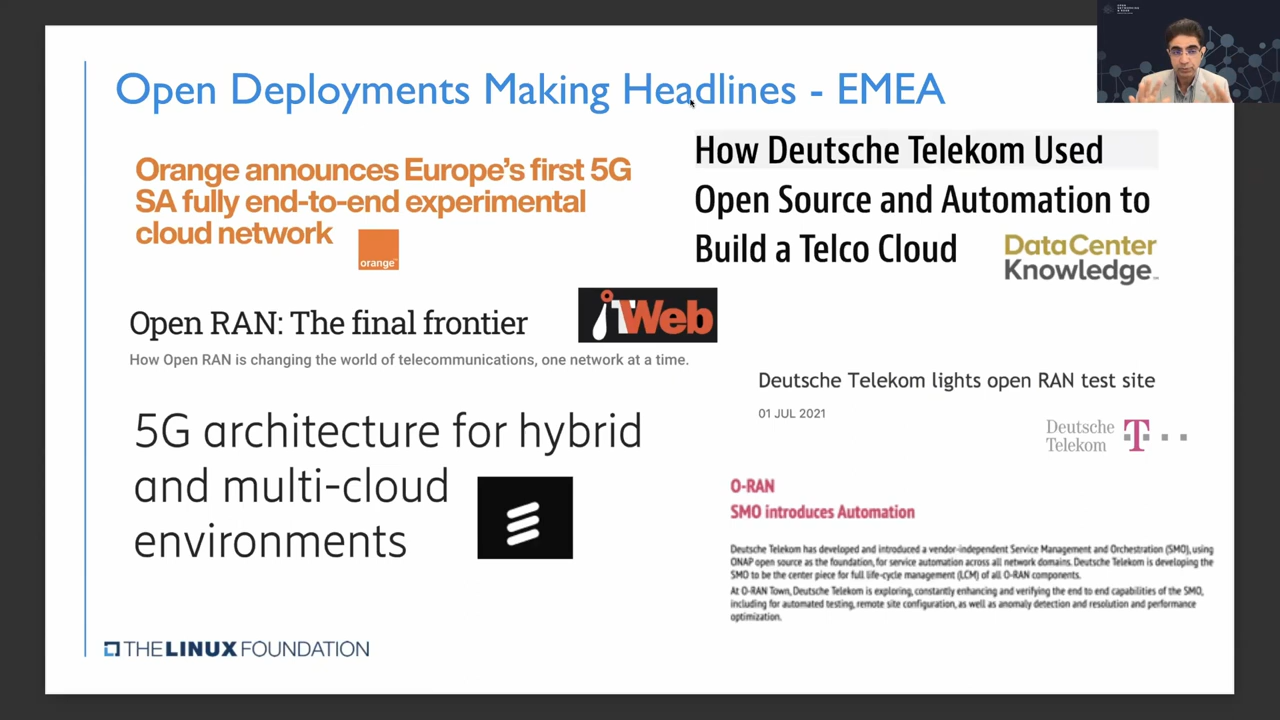 Open Deployments Making Headlines - EMEA
Orange announces Europe's first 5G
SA fully end-to-end experimental
cloud network
orange™
How Deutsche Telekom Used
Open Source and Automation to
Build a Telco Cloud
DataCenter
Knowledge
Open RAN: The final frontier
iTWeb
How Open RAN is changing the world of telecommunications, one network at a time.
Deutsche Telekom lights open RAN test site
01 JUL 2021
Deutsche
Telekom
T
5G architecture for hybrid
and multi-cloud
environments
O-RAN
SMO introduces Automation
Deutsche Telekom has developed and introduced a vendor-independent Service Management and Orchestration (SMO), using
ONAP open source as the foundation, for service automation across all network domains. Deutsche Telekom is developing the
SMO to be the center piece for full life-cycle management (LCM) of all O-RAN components.
At O-RAN Town, Deutsche Telekom is exploring, constantly enhancing and verifying the end to end capabilities of the SMO,
including for automated testing, remote site configuration, as well as anomaly detection and resolution and performance
optimization.
THE LINUX FOUNDATION